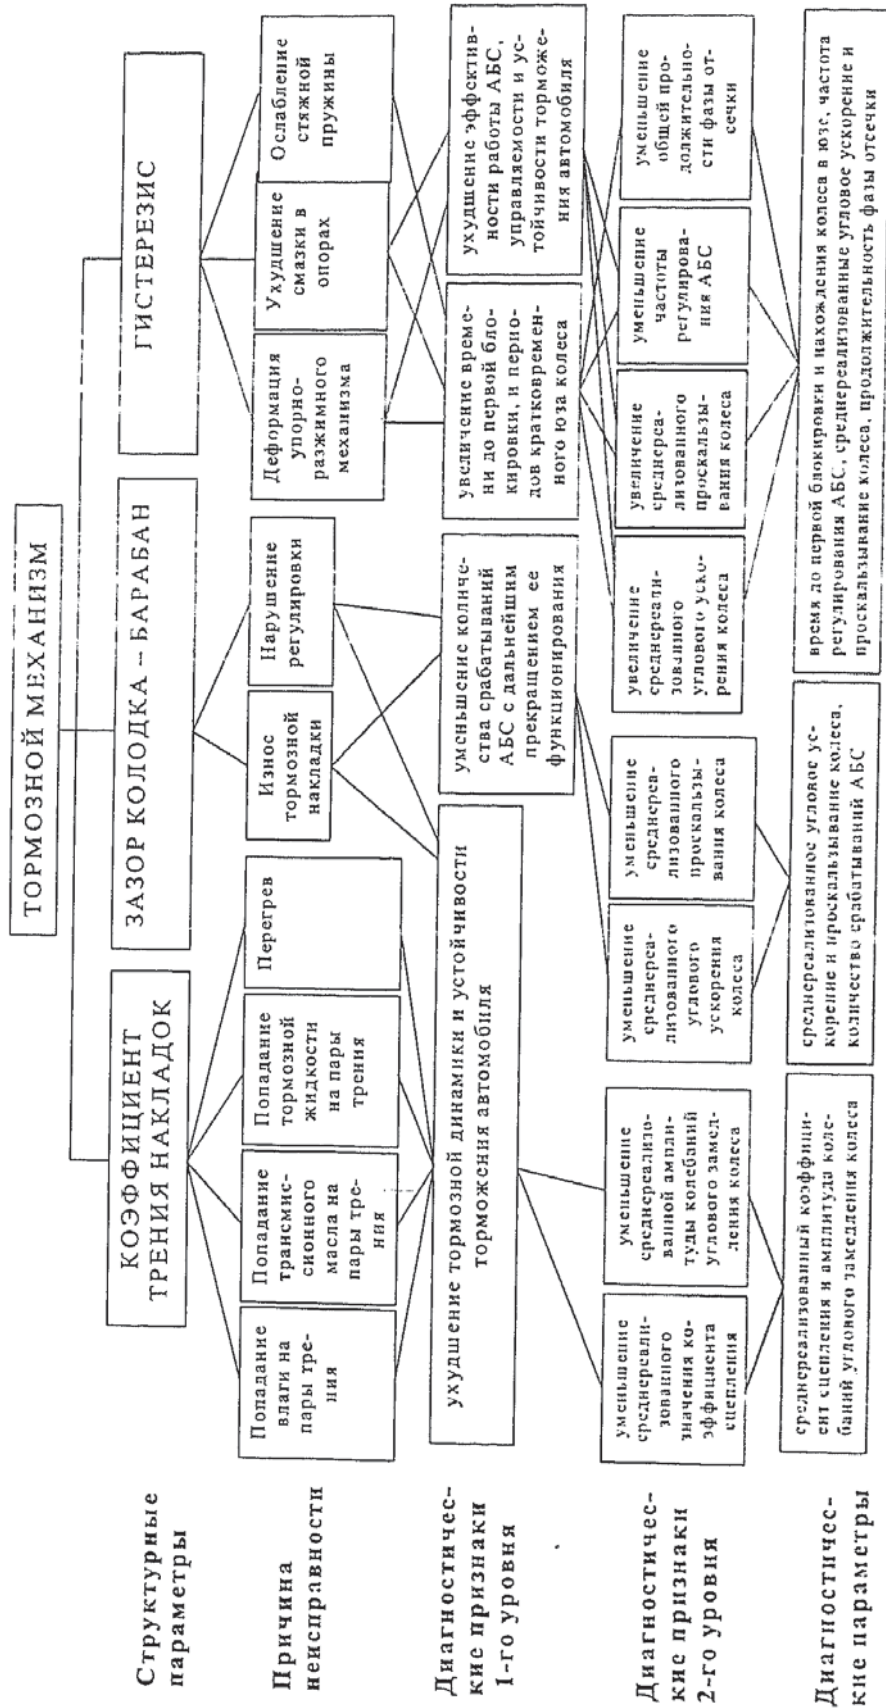 ТОРМОЗНОЙ МЕХАНИЗМ
Структурные
параметры
КОЭФФИЦИЕНТ
ТРЕНИЯ НАКЛАДОК
ЗАЗОР КОЛОДКА – БАРАБАН
ГИСТЕРЕЗИС
Причина
неисправности
Попадание
влаги на
пары тре-
ния
Попадание
трансмис-
сионного
масла на
пары тре-
ния
Попадание
тормозной
жидкости
на пары
трения
Перегрев
Износ
тормозной
накладки
Нарушение
регулировки
Деформация
упорно-
разжимного
механизма
Ухудшение
смазки в
опорах
Ослабление
стяжной
пружины
Диагностичес-
кие признаки
1-го уровня
ухудшение тормозной динамики и устойчивости
торможения автомобиля
уменьшение количе-
ства срабатываний
АБС с дальнейшим
прекращением ее
функционирования
увеличение време-
ни до первой бло-
кировки, и перио-
дов кратковремен-
ного юза колеса
ухудшение эффектив-
ности работы АБС,
управляемости и ус-
тойчивости торможе-
ния автомобиля
Диагностичес-
кие признаки
2-го уровня
уменьшение
среднереали-
зованного
значения ко-
эффициента
сцепления
уменьшение
среднереализо-
ванной ампли-
туды колебаний
углового замед-
ления колеса
уменьшение
среднереа-
лизованного
углового
ускорения
колеса
уменьшение
среднереа-
лизованного
проскальзы-
вания колеса
увеличение
среднереали-
зованного
углового уско-
рения колеса
увеличение
среднереа-
лизованного
проскальзы-
вания колеса
уменьшение
частоты
регулирова-
ния АБС
уменьшение
общей про-
должительно-
сти фазы от-
сечки
Диагностичес-
кие параметры
среднереализованный коэффици-
ент сцепления и амплитуда коле-
баний углового замедления колеса
среднереализованное угловое ус-
корение и проскальзывание колеса,
количество срабатываний АБС
время до первой блокировки и нахождения колеса в юзе, частота
регулирования АБС, среднереализованные угловое ускорение и
проскальзывание колеса, продолжительность фазы отсечки